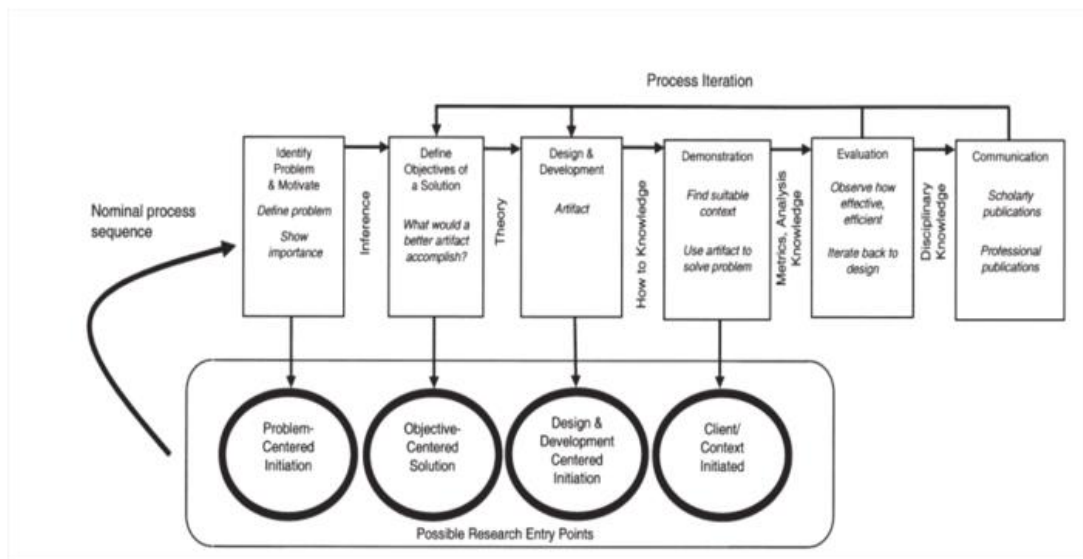 Process Iteration
Nominal process
sequence
Identify
Problem
& Motivate
Define problem
Show
importance
Inference
Define
Objectives of
a Solution
What would a
better artifact
accomplish?
Theory
Design &
Development
Artifact
How to Knowledge
Demonstration
Find suitable
context
Use artifact to
solve problem
Metrics, Analysis
Knowledge
Evaluation
Observe how
effective,
efficient
Iterate back to
design
Disciplinary
Knowledge
Communication
Scholarly
publications
Professional
publications
Problem-
Centered
Initiation
Objective-
Centered
Solution
Design &
Development
Centered
Initiation
Client/
Context
Initiated
Possible Research Entry Points